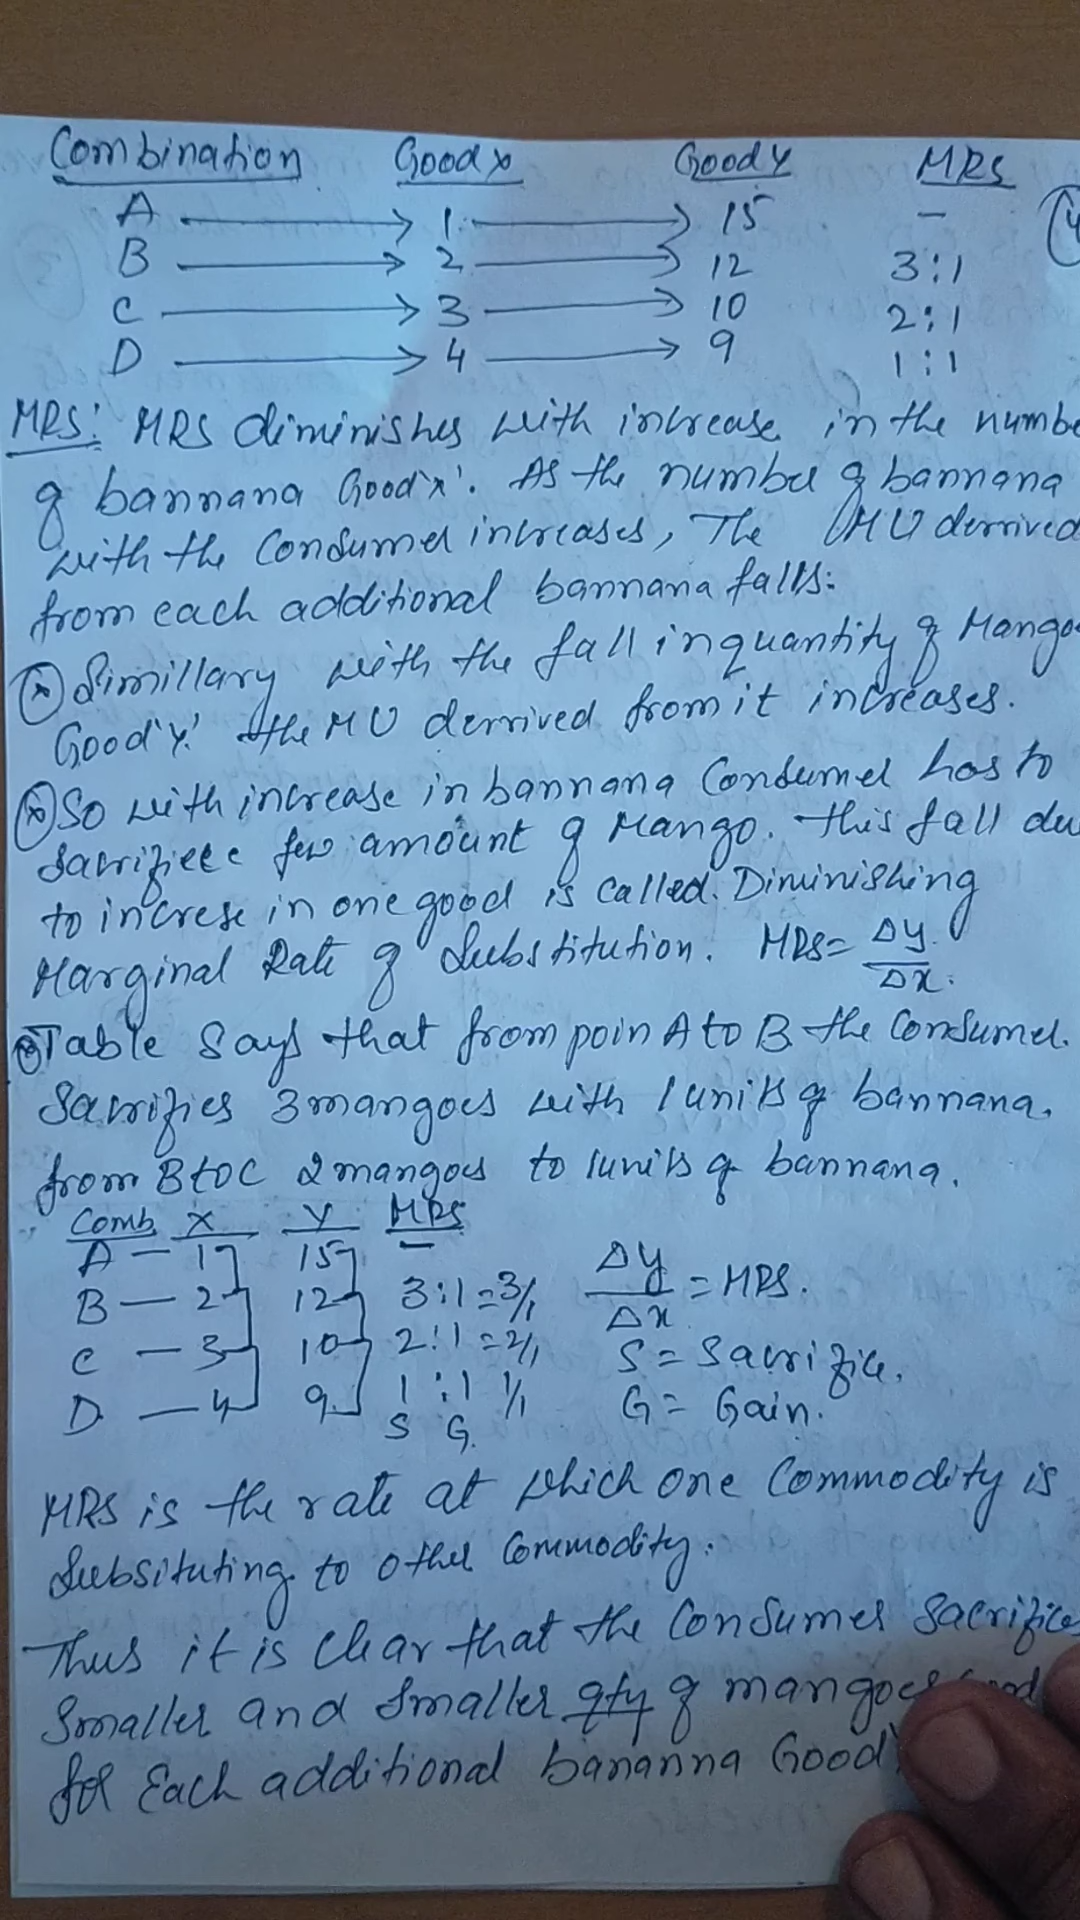 Combination Good x Good y MRS
A → 1 → 15 –
B → 2 → 12 3:1
C → 3 → 10 2:1
D → 4 → 9 1:1
MRS: MRS diminishes with increase in the numbe
of bannana Good 'x'. As the number of bannana
with the Consumer increases, The MU derrived
from each additional bannana falls:
Simillary with the fall in quantity of Mango
Good 'y' the MU derrived from it increases.
So with increase in bannana Consumer has to
few amount of Mango. this fall du
to increse in one good is called Diminishing
Marginal Rate of Substitution. MRS = Δy/Δx.
Table Says that from poin A to B the Consumer
Sacrifies 3 mangoes with 1 units of bannana.
from B to C 2 mangoes to 1 units of bannana.
Comb X Y MRS
A – 1 15 –
B – 2 12 3:1 = 3/1 Δy/Δx = MRS.
C – 3 10 2:1 = 2/1 S = Sacrifice.
D – 4 9 1:1 1/1 G = Gain.
S G.
MRS is the rate at which one Commodity is
Subsituting to other Commodity.
Thus it is Clear that the Consumer Sacrifices
Smaller and Smaller qty of mangoes
for Each additional bananna Good